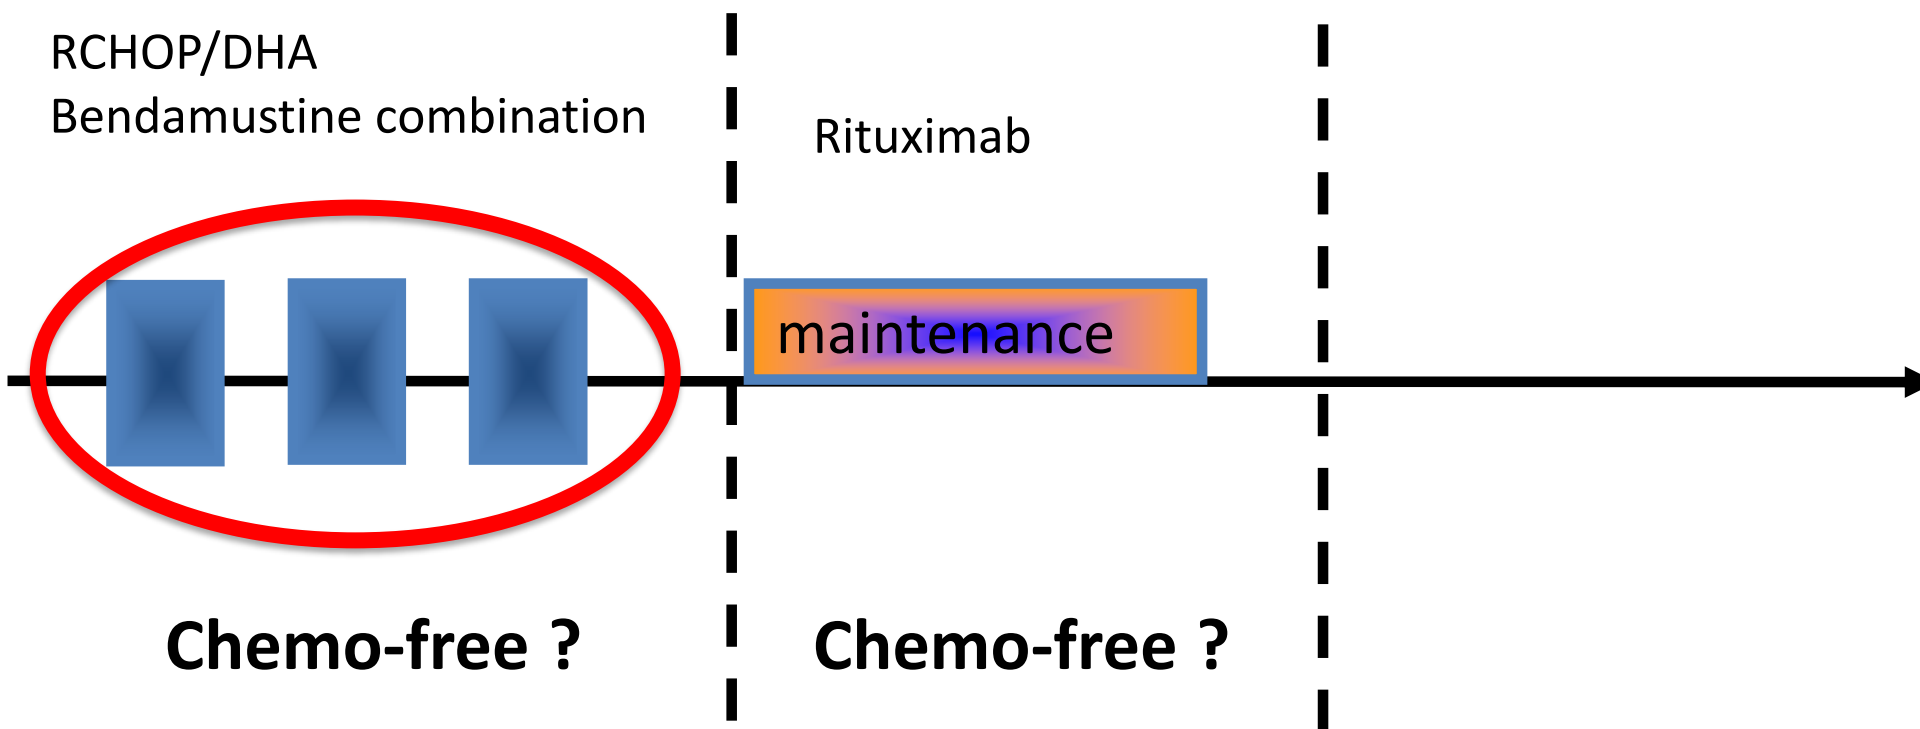 RCHOP/DHA
Bendamustine combination
Rituximab
maintenance
Chemo-free ?
Chemo-free ?